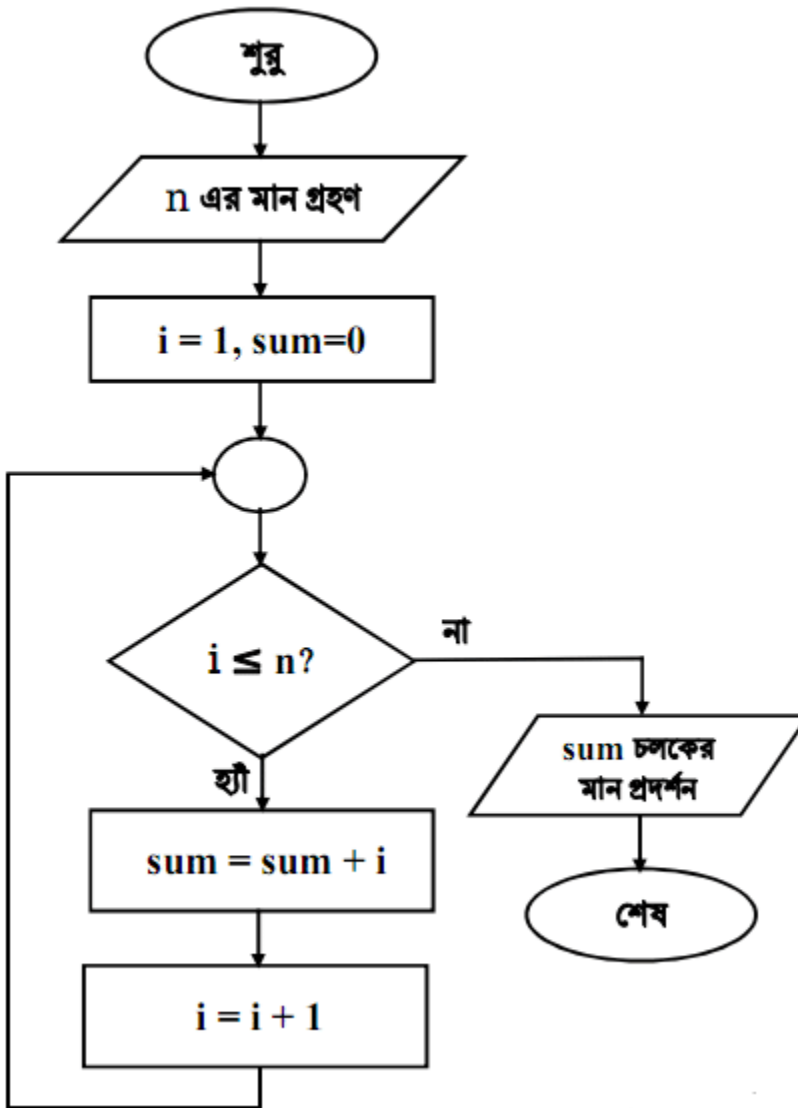 শুরু
n এর মান গ্রহণ
i = 1, sum=0
i ≤ n?
না
হ্যাঁ
sum চলকের
মান প্রদর্শন
sum = sum + i
শেষ
i = i + 1